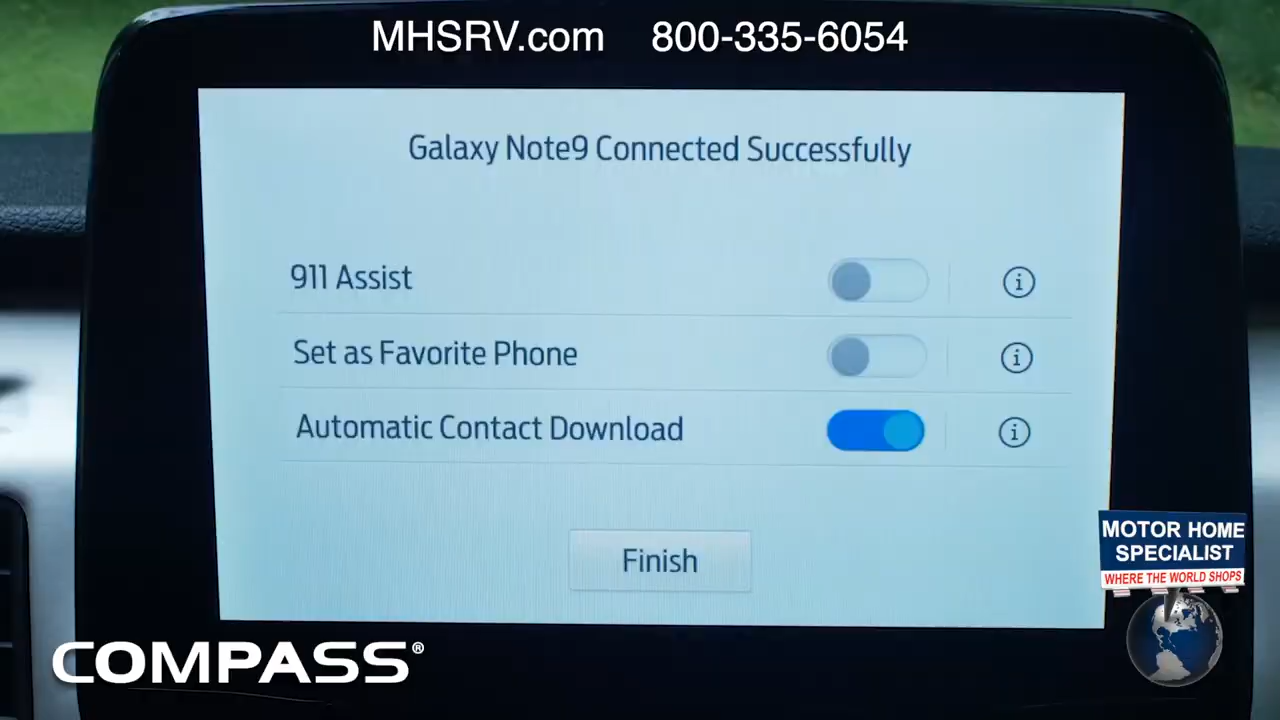 MHSRV.com 800-335-6054
Galaxy Note9 Connected Successfully
911 Assist
Set as Favorite Phone
Automatic Contact Download
Finish
MOTOR HOME
SPECIALIST
WHERE THE WORLD SHOPS
COMPASS®